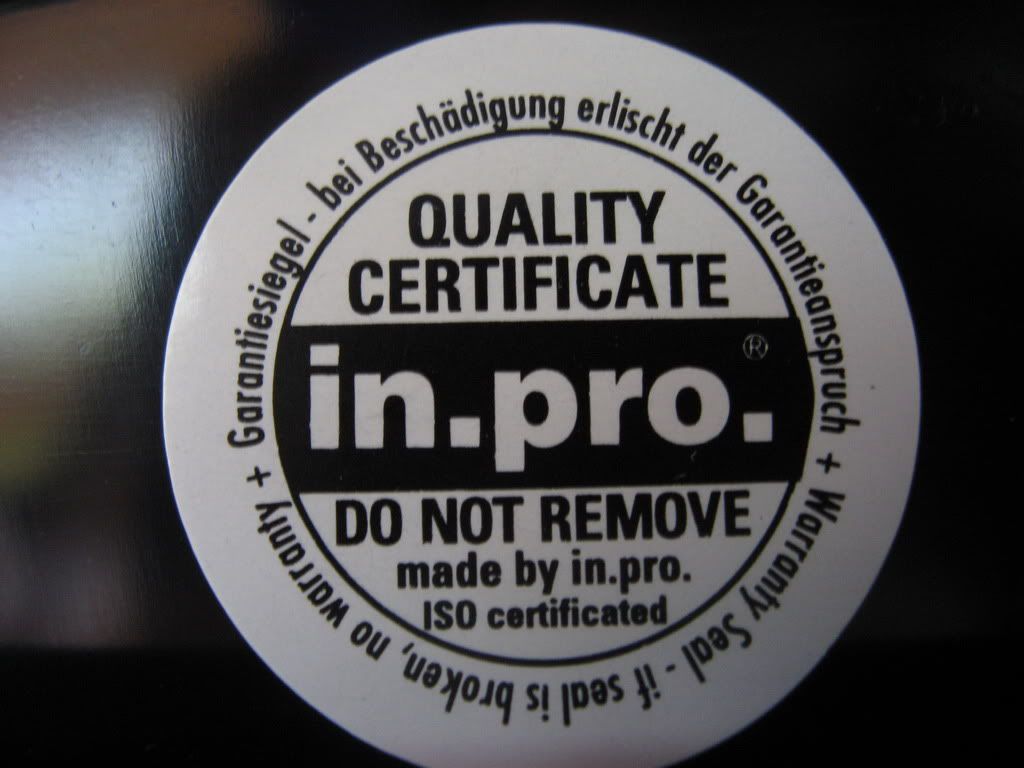 + Garantiesiegel - bei Beschädigung erlischt der Garantieanspruch
+ Warranty Seal - if seal is broken, no warranty
QUALITY
CERTIFICATE
in.pro.®
DO NOT REMOVE
made by in.pro.
ISO certificated